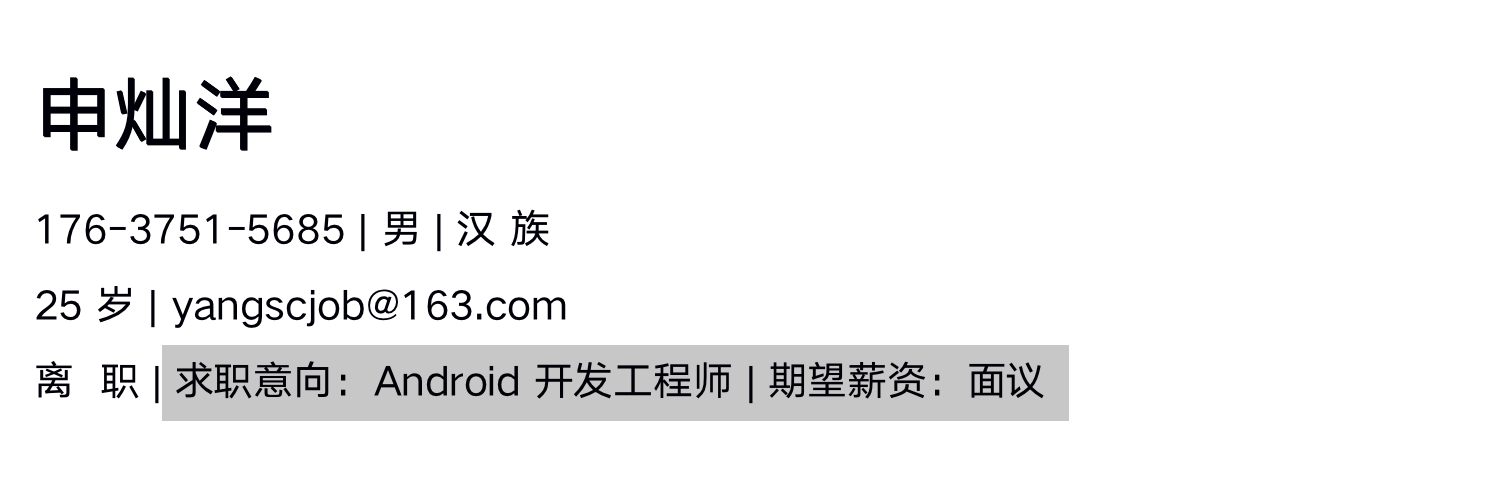 申灿洋
176-3751-5685 | 男 | 汉 族
25 岁 | yangscjob@163.com
离 职 | 求职意向：Android 开发工程师 | 期望薪资：面议